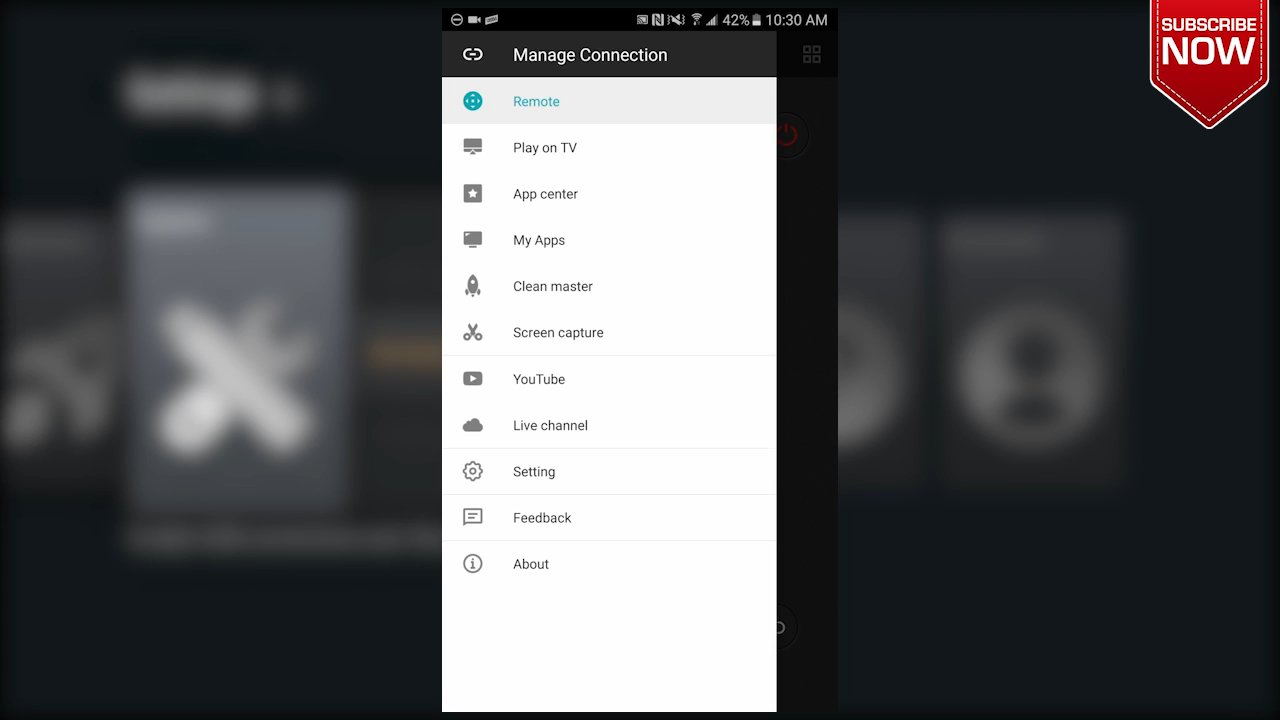 42% 10:30 AM
SUBSCRIBE
NOW
Manage Connection
Remote
Play on TV
App center
My Apps
Clean master
Screen capture
YouTube
Live channel
Setting
Feedback
About